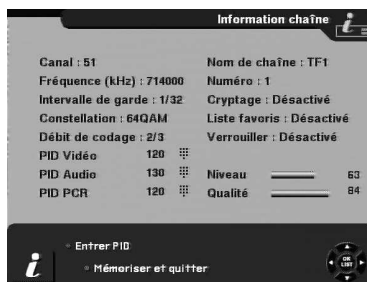 Information chaîne
Canal : 51
Fréquence (kHz) : 714000
Intervalle de garde : 1/32
Constellation : 64QAM
Débit de codage : 2/3
PID Vidéo 120
PID Audio 130
PID PCR 120
Nom de chaîne : TF1
Numéro : 1
Cryptage : Désactivé
Liste favoris : Désactivé
Verrouiller : Désactivé
Niveau 63
Qualité 84
Entrer PID
Mémoriser et quitter
OK
LIST